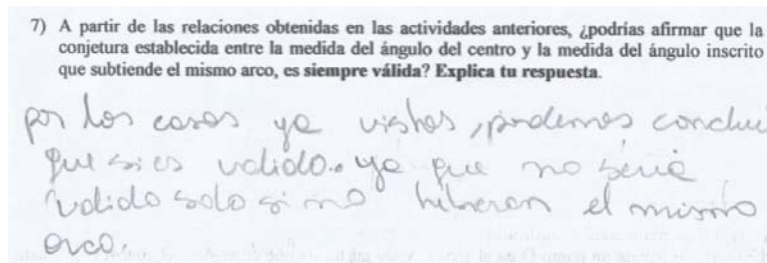 7) A partir de las relaciones obtenidas en las actividades anteriores, ¿podrías afirmar que la
conjetura establecida entre la medida del ángulo del centro y la medida del ángulo inscrito
que subtiende el mismo arco, es siempre válida? Explica tu respuesta.
por los casos ya vistos, podemos conclui
que si es valido.. ya que no seria
valido solo si no hibieran el mismo
arco.